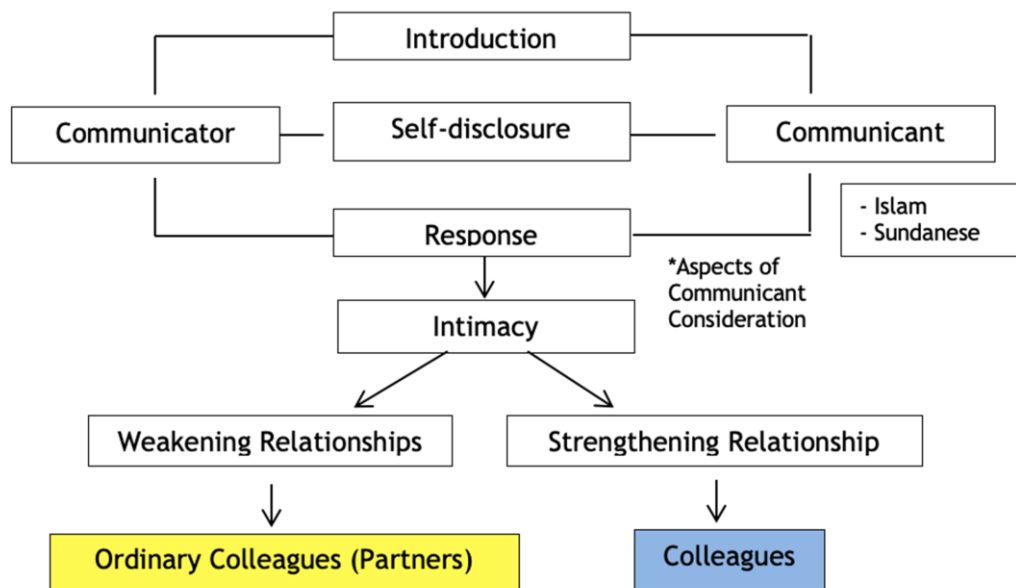 Introduction
Communicator
Self-disclosure
Communicant
- Islam
- Sundanese
Response
*Aspects of
Communicant
Consideration
Intimacy
Weakening Relationships
Strengthening Relationship
Ordinary Colleagues (Partners)
Colleagues